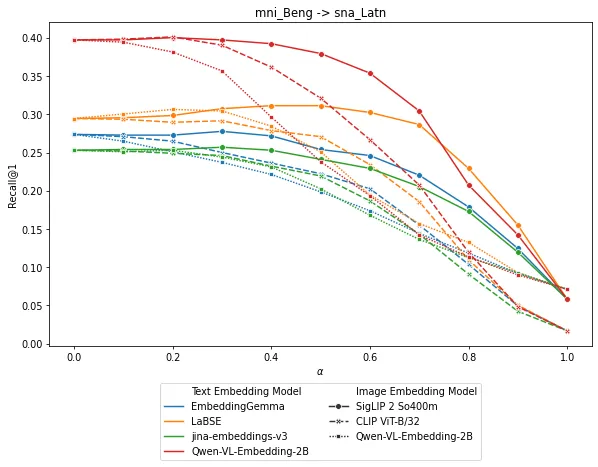 mni_Beng -> sna_Latn
Recall@1
0.40
0.35
0.30
0.25
0.20
0.15
0.10
0.05
0.00
0.0 0.2 0.4 0.6 0.8 1.0
α
Text Embedding Model Image Embedding Model
EmbeddingGemma SigLIP 2 So400m
LaBSE CLIP ViT-B/32
jina-embeddings-v3 Qwen-VL-Embedding-2B
Qwen-VL-Embedding-2B